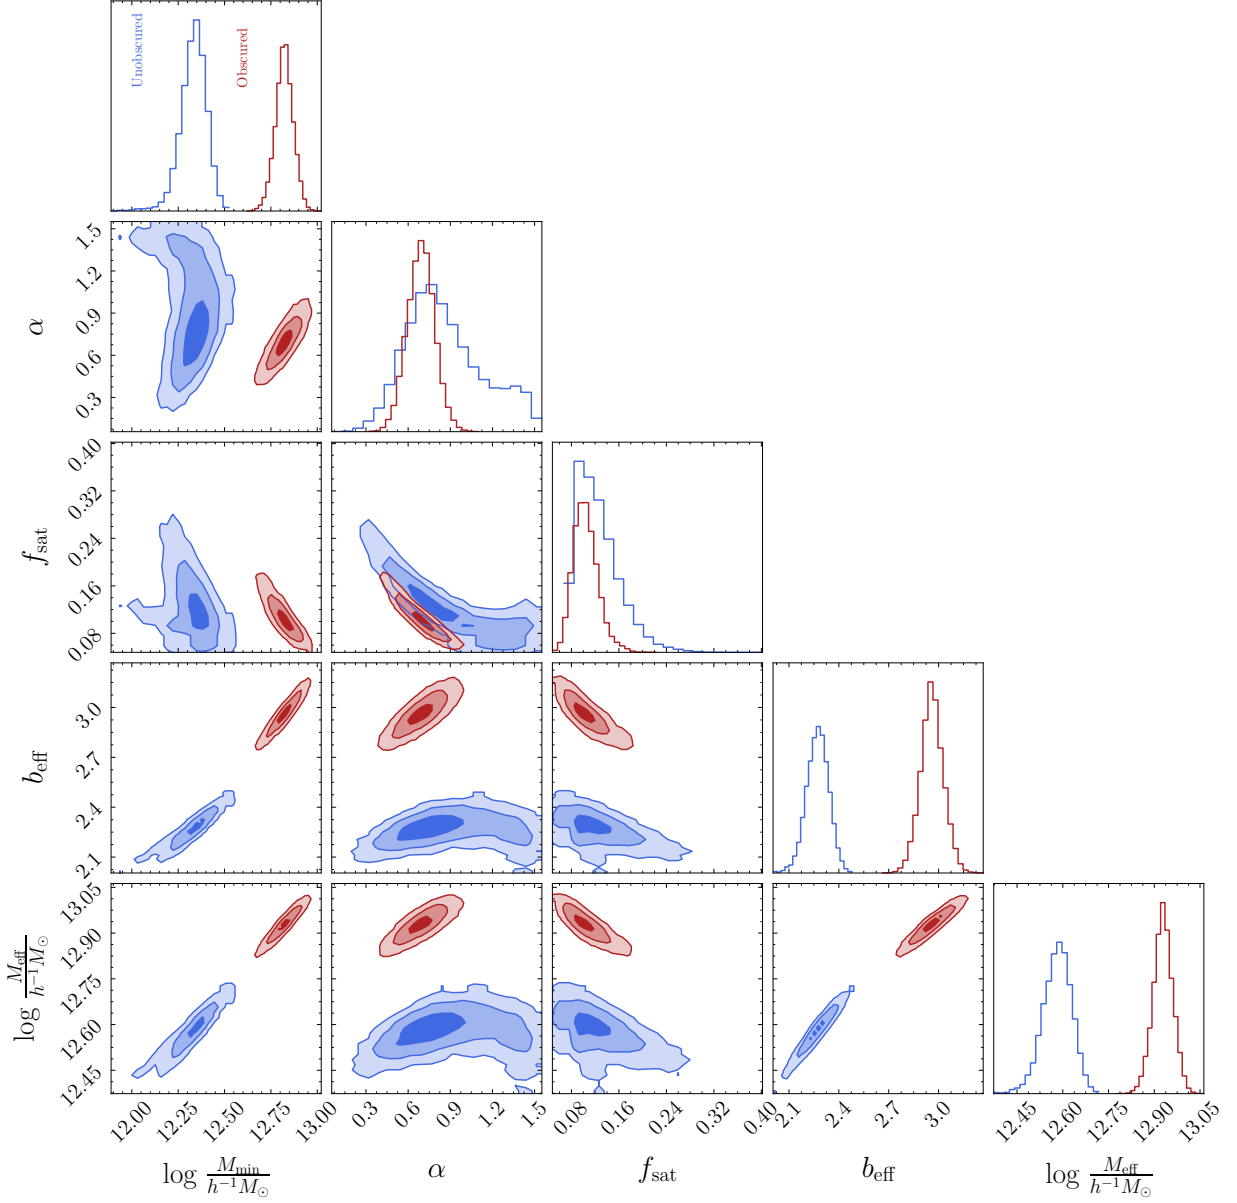 Unobscured Obscured
α
1.5
1.2
0.9
0.6
0.3
f_sat
0.40
0.32
0.24
0.16
0.08
b_eff
3.0
2.7
2.4
2.1
log M_eff/h⁻¹M_⊙
13.05
12.90
12.75
12.60
12.45
12.00 12.25 12.50 12.75 13.00 0.3 0.6 0.9 1.2 1.5 0.08 0.16 0.24 0.32 0.40 2.1 2.4 2.7 3.0 12.45 12.60 12.75 12.90 13.05
log M_min/h⁻¹M_⊙ α f_sat b_eff log M_eff/h⁻¹M_⊙